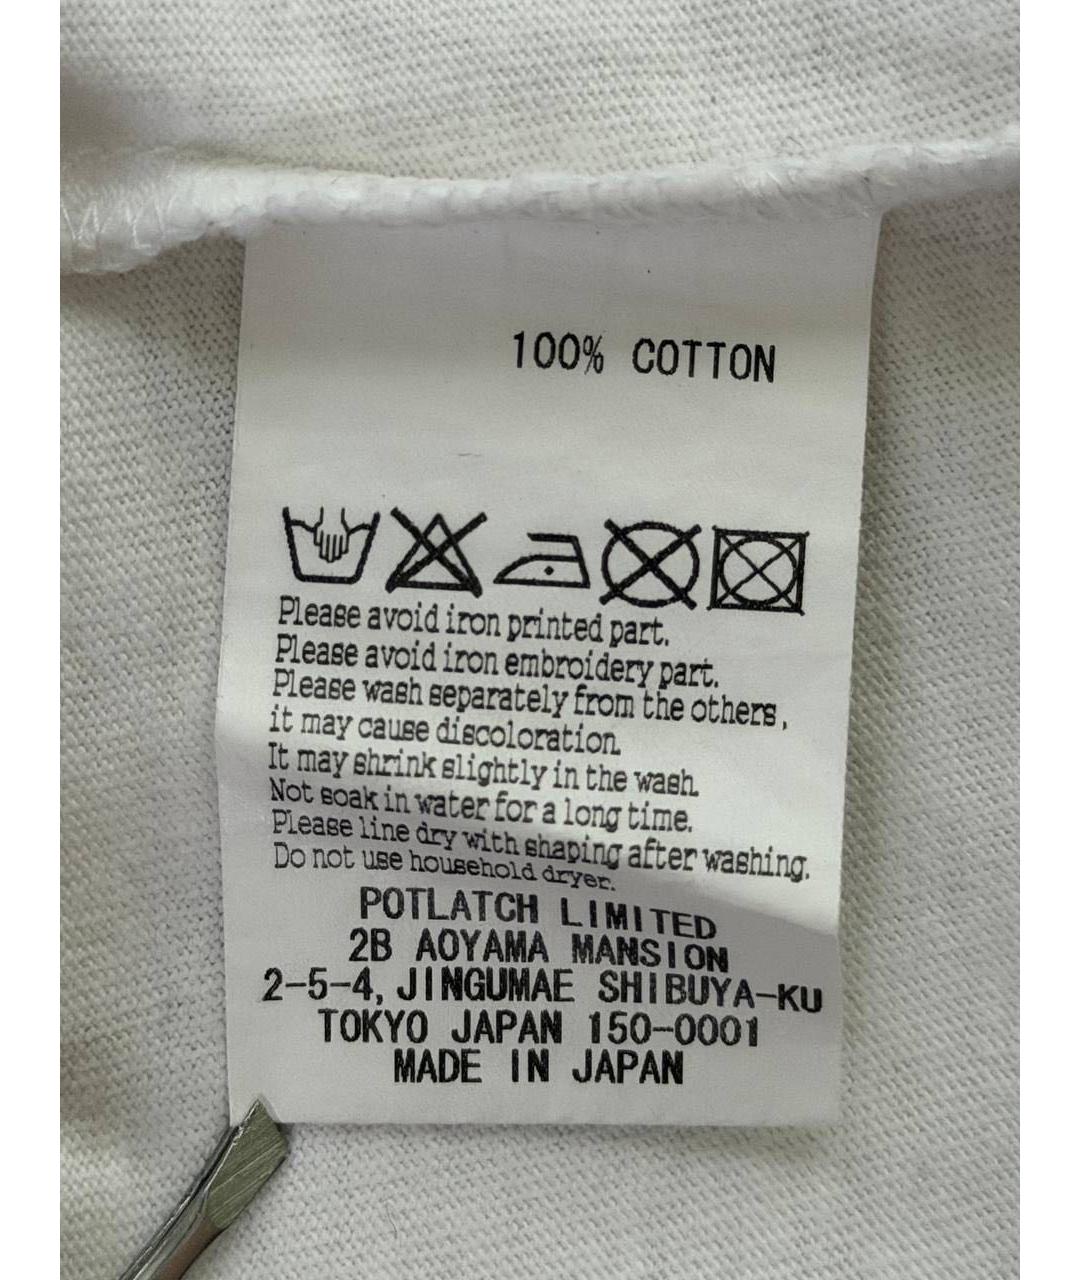 100% COTTON
Please avoid iron printed part.
Please avoid iron embroidery part.
Please wash separately from the others,
it may cause discoloration.
It may shrink slightly in the wash.
Not soak in water for a long time.
Please line dry with shaping after washing.
Do not use household dryer.
POTLATCH LIMITED
2B AOYAMA MANSION
2-5-4, JINGUMAE SHIBUYA-KU
TOKYO JAPAN 150-0001
MADE IN JAPAN